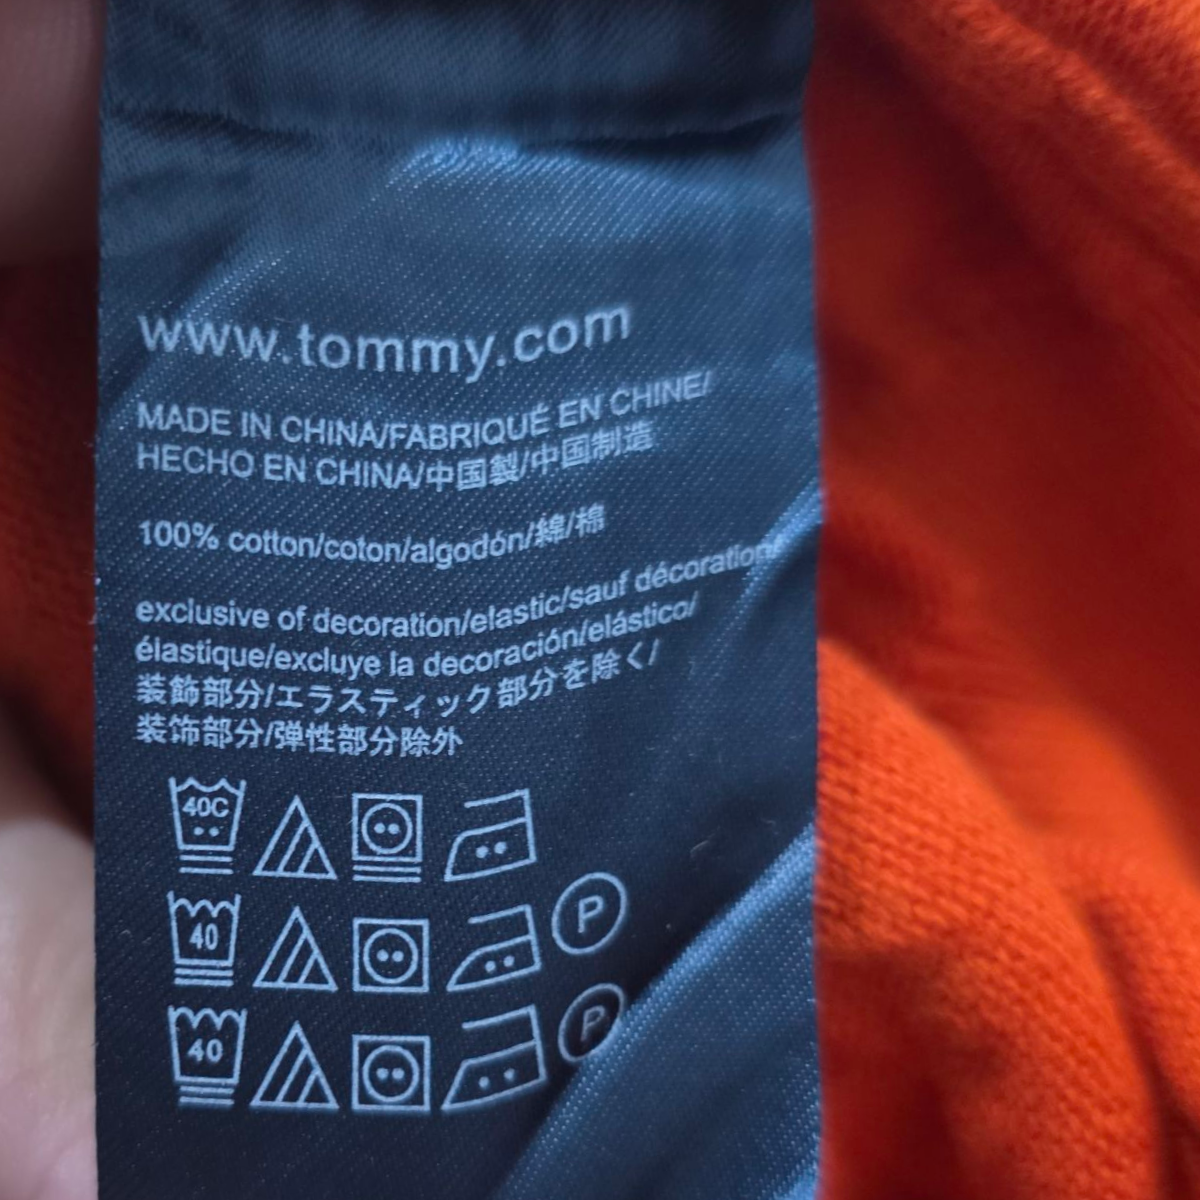 www.tommy.com
MADE IN CHINA/FABRIQUÉ EN CHINE/
HECHO EN CHINA/中国製/中国制造
100% cotton/coton/algodón/綿/棉
exclusive of decoration/elastic/sauf décoration/
élastique/excluye la decoración/elástico/
装飾部分/エラスティック部分を除く/
装饰部分/弹性部分除外
40C
40 P
40 P